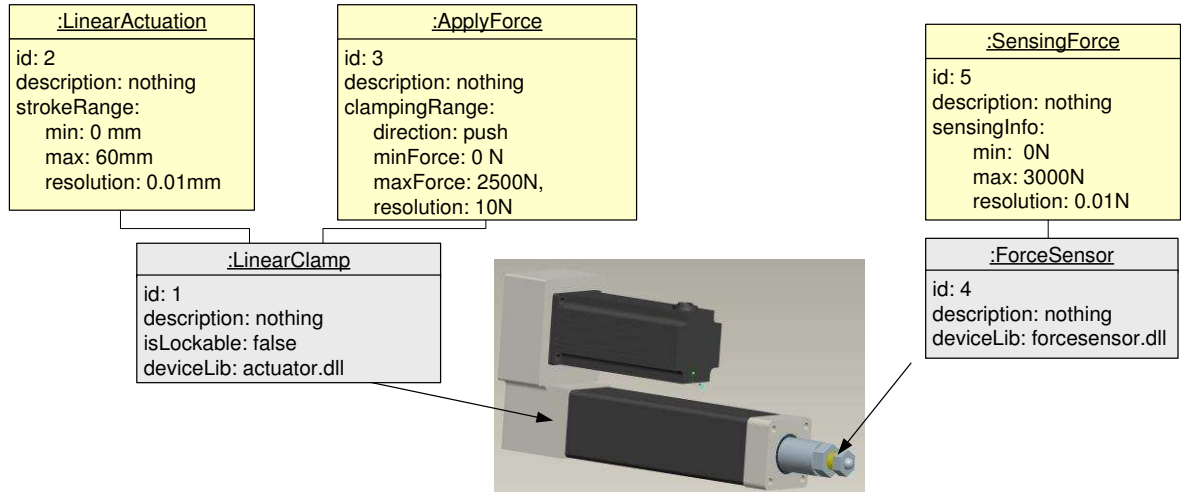 :LinearActuation
id: 2
description: nothing
strokeRange:
min: 0 mm
max: 60mm
resolution: 0.01mm
:ApplyForce
id: 3
description: nothing
clampingRange:
direction: push
minForce: 0 N
maxForce: 2500N,
resolution: 10N
:SensingForce
id: 5
description: nothing
sensingInfo:
min: 0N
max: 3000N
resolution: 0.01N
:LinearClamp
id: 1
description: nothing
isLockable: false
deviceLib: actuator.dll
:ForceSensor
id: 4
description: nothing
deviceLib: forcesensor.dll